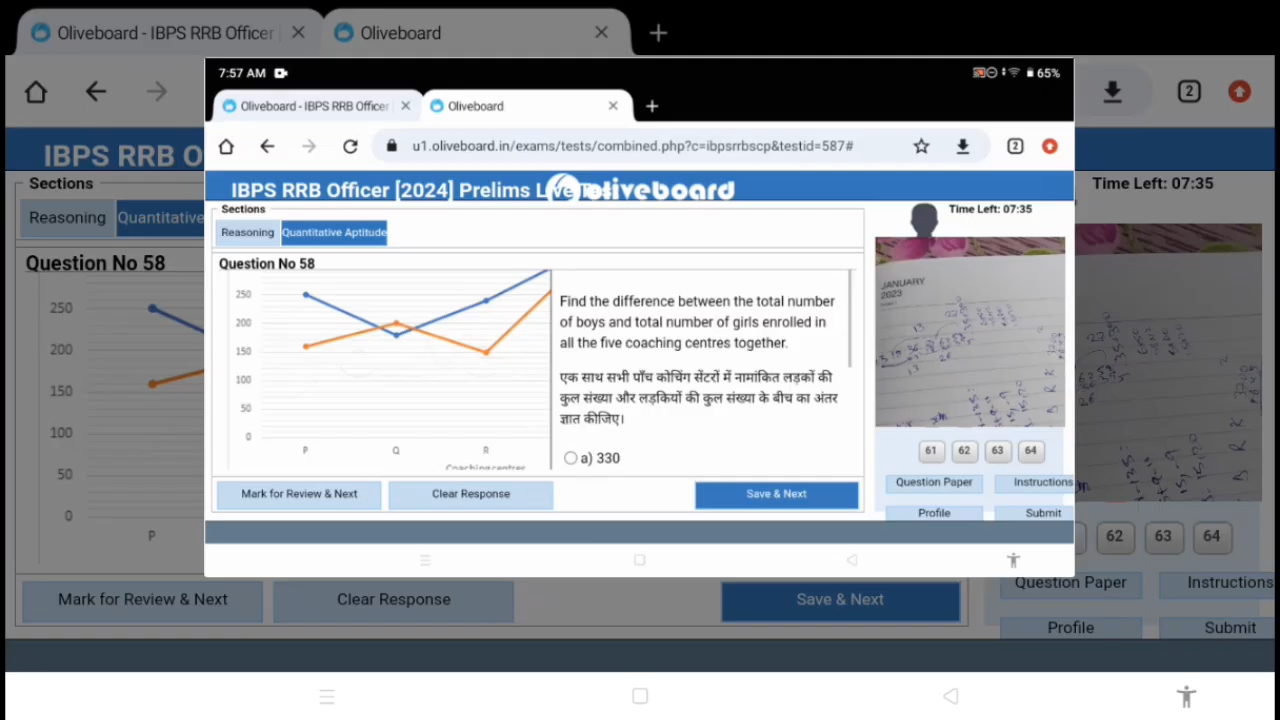 Oliveboard - IBPS RRB Officer
Oliveboard
2
IBPS RRB O
Sections
Reasoning
Quantitative
Question No 58
250
200
150
100
50
0
P
Mark for Review & Next
Clear Response
Save & Next
Time Left: 07:35
62
63
64
Question Paper
Instructions
Profile
Submit
7:57 AM
65%
Oliveboard - IBPS RRB Officer
Oliveboard
u1.oliveboard.in/exams/tests/combined.php?c=ibpsrrbscp&testid=587#
2
IBPS RRB Officer [2024] Prelims Live
oliveboard
Sections
Time Left: 07:35
Reasoning
Quantitative Aptitude
Question No 58
250
200
150
100
50
0
P
Q
R
Coaching centres
Find the difference between the total number
of boys and total number of girls enrolled in
all the five coaching centres together.
एक साथ सभी पाँच कोचिंग सेंटरों में नामांकित लड़कों की
कुल संख्या और लड़कियों की कुल संख्या के बीच का अंतर
ज्ञात कीजिए।
a) 330
JANUARY
2023
61
62
63
64
Mark for Review & Next
Clear Response
Save & Next
Question Paper
Instructions
Profile
Submit